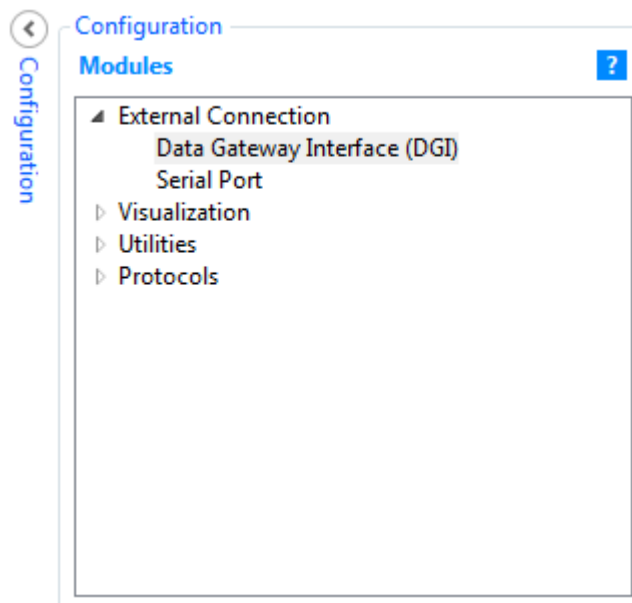 Configuration
Configuration
Modules
?
External Connection
Data Gateway Interface (DGI)
Serial Port
Visualization
Utilities
Protocols